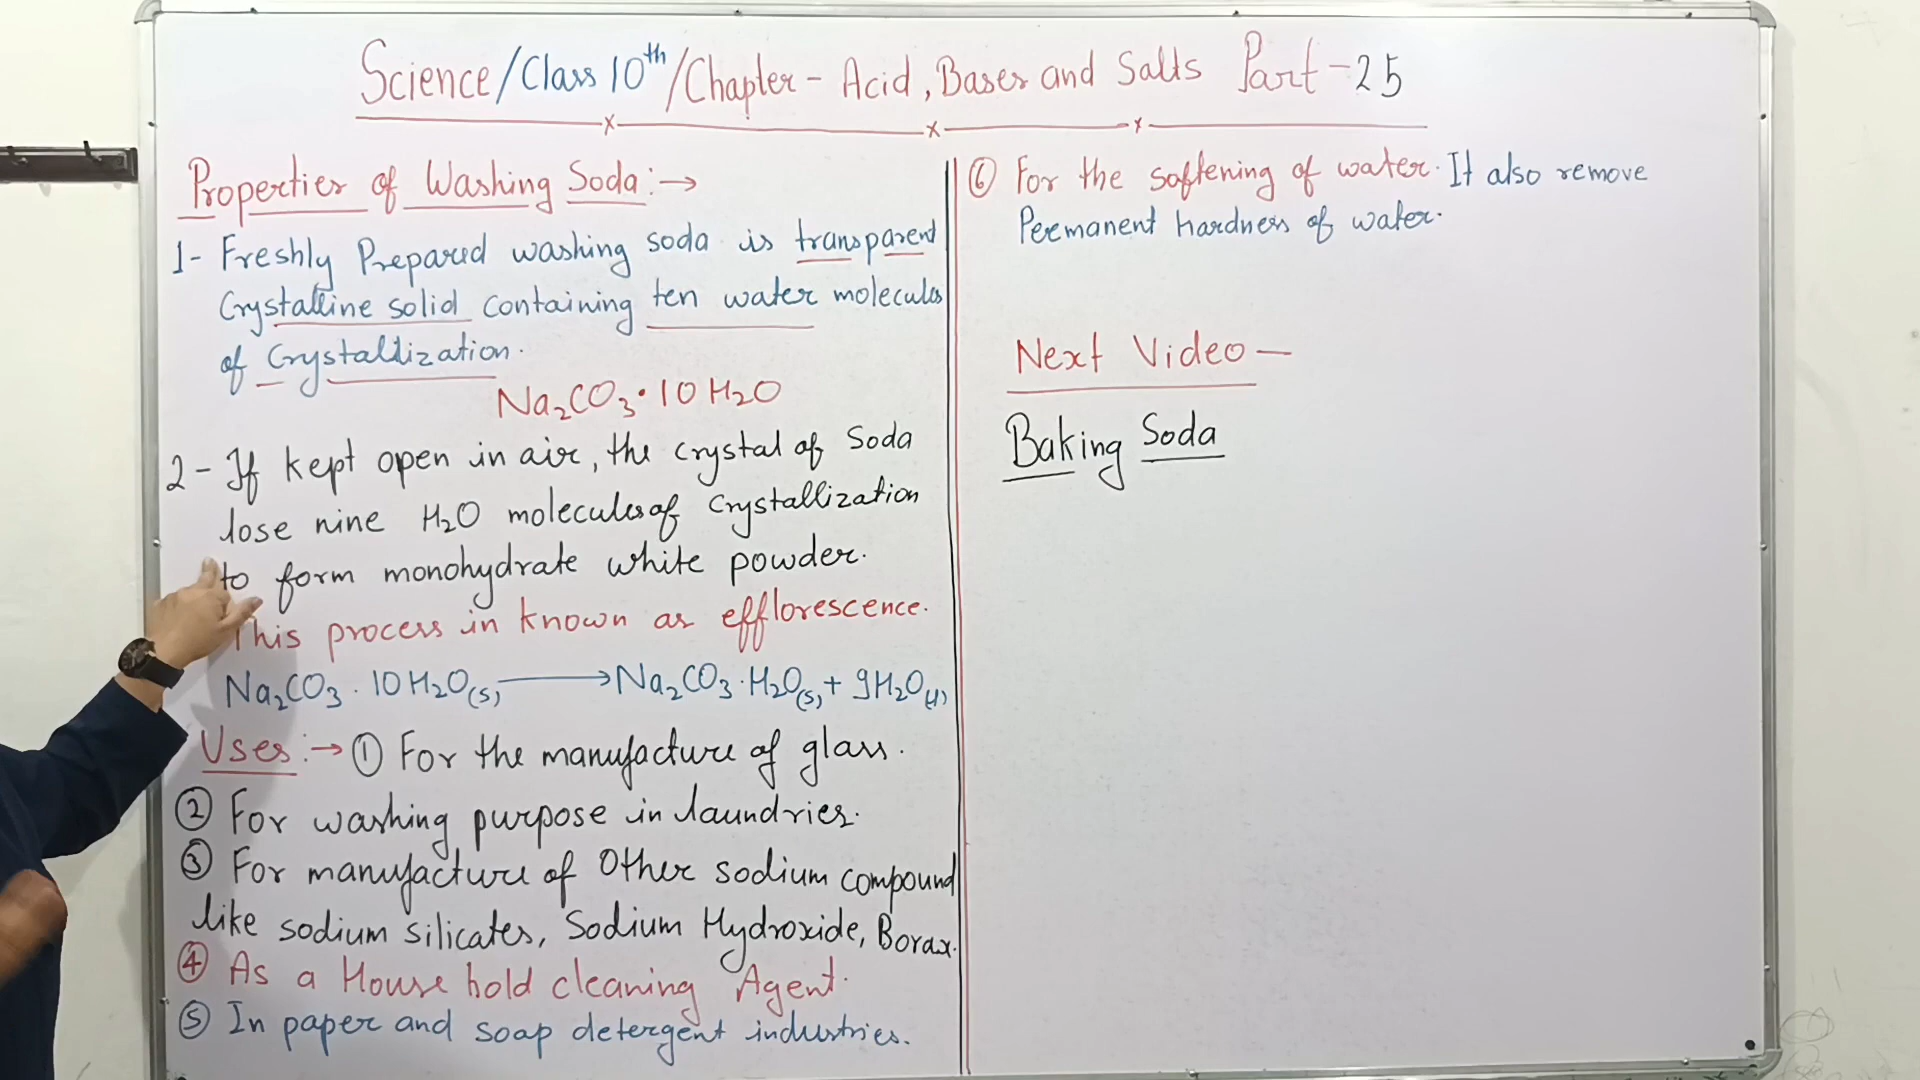 Science/Class 10th/Chapter - Acid, Bases and Salts Part - 25
Properties of Washing Soda:→
1- Freshly Prepared washing soda is transparent
Crystalline solid containing ten water molecules
of Crystallization.
Na₂CO₃·10H₂O
2- If kept open in air, the crystal of Soda
lose nine H₂O molecules of Crystallization
to form monohydrate white powder.
This process in known as efflorescence.
Na₂CO₃·10H₂O(s) → Na₂CO₃·H₂O(s) + 9H₂O(l)
Uses:→ ① For the manufacture of glass.
② For washing purpose in laundries.
③ For manufacture of Other sodium compound
like sodium silicates, Sodium Hydroxide, Borax.
④ As a House hold cleaning Agent.
⑤ In paper and soap detergent industries.
⑥ For the softening of water. It also remove
Permanent hardness of water.
Next Video —
Baking Soda